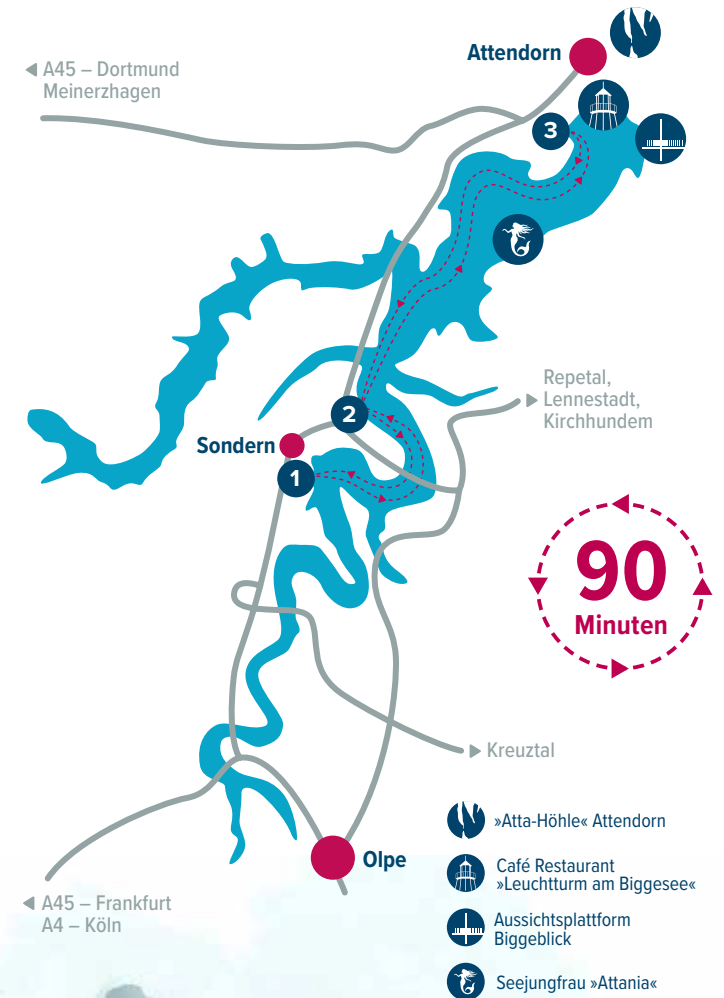 Attendorn
◀ A45 – Dortmund
Meinerzhagen
3
Repetal,
▶ Lennestadt,
Kirchhundem
2
Sondern
1
90
Minuten
▶ Kreuztal
»Atta-Höhle« Attendorn
Café Restaurant
»Leuchtturm am Biggesee«
Olpe
◀ A45 – Frankfurt
A4 – Köln
Aussichtsplattform
Biggeblick
Seejungfrau »Attania«